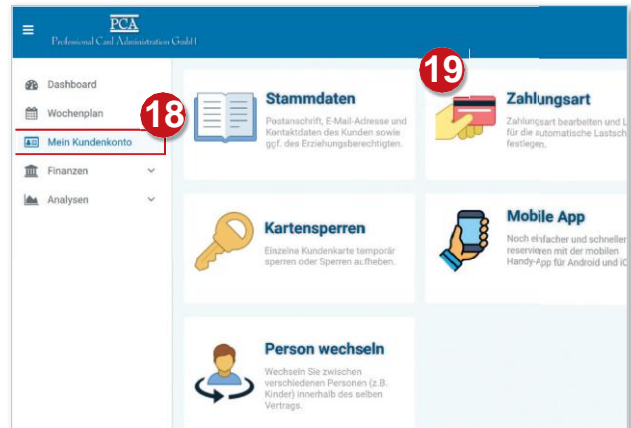 PCA
Professional Card Administration GmbH
Dashboard
Wochenplan
Mein Kundenkonto
Finanzen
Analysen
18
19
Stammdaten
Postanschrift, E-Mail-Adresse und
Kontaktdaten des Kunden sowie
ggf. des Erziehungsberechtigten.
Zahlungsart
Zahlungsart bearbeiten und L
für die automatische Lastsch
festlegen.
Kartensperren
Einzelne Kundenkarte temporär
sperren oder Sperren aufheben.
Mobile App
Noch einfacher und schneller
reservieren mit der mobilen
Handy-App für Android und iO
Person wechseln
Wechseln Sie zwischen
verschiedenen Personen (z.B.
Kinder) innerhalb des selben
Vertrags.